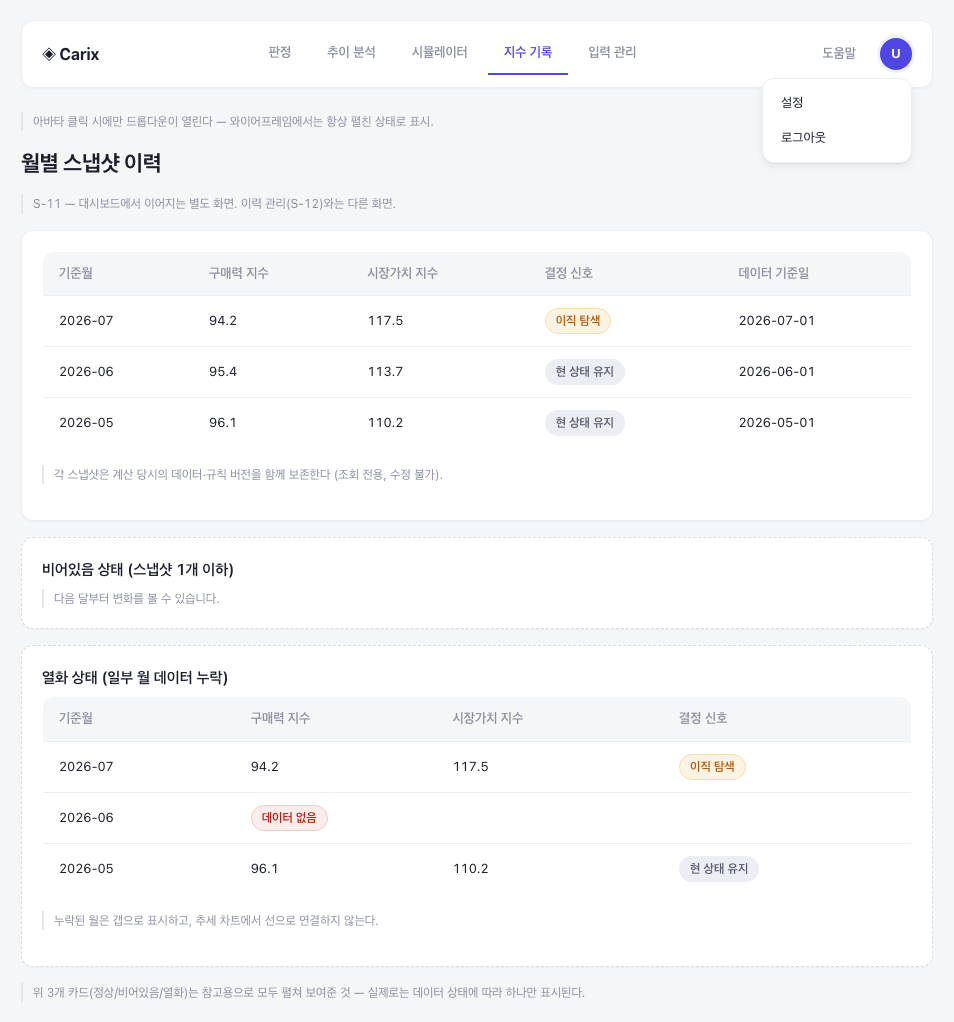 ◈ Carix
판정 추이 분석 시뮬레이터 지수 기록 입력 관리 도움말 U
설정
로그아웃
아바타 클릭 시에만 드롭다운이 열린다 — 와이어프레임에서는 항상 펼친 상태로 표시.
월별 스냅샷 이력
S-11 — 대시보드에서 이어지는 별도 화면. 이력 관리(S-12)와는 다른 화면.
기준월 구매력 지수 시장가치 지수 결정 신호 데이터 기준일
2026-07 94.2 117.5 이직 탐색 2026-07-01
2026-06 95.4 113.7 현 상태 유지 2026-06-01
2026-05 96.1 110.2 현 상태 유지 2026-05-01
각 스냅샷은 계산 당시의 데이터·규칙 버전을 함께 보존한다 (조회 전용, 수정 불가).
비어있음 상태 (스냅샷 1개 이하)
다음 달부터 변화를 볼 수 있습니다.
열화 상태 (일부 월 데이터 누락)
기준월 구매력 지수 시장가치 지수 결정 신호
2026-07 94.2 117.5 이직 탐색
2026-06 데이터 없음
2026-05 96.1 110.2 현 상태 유지
누락된 월은 갭으로 표시하고, 추세 차트에서 선으로 연결하지 않는다.
위 3개 카드(정상/비어있음/열화)는 참고용으로 모두 펼쳐 보여준 것 — 실제로는 데이터 상태에 따라 하나만 표시된다.